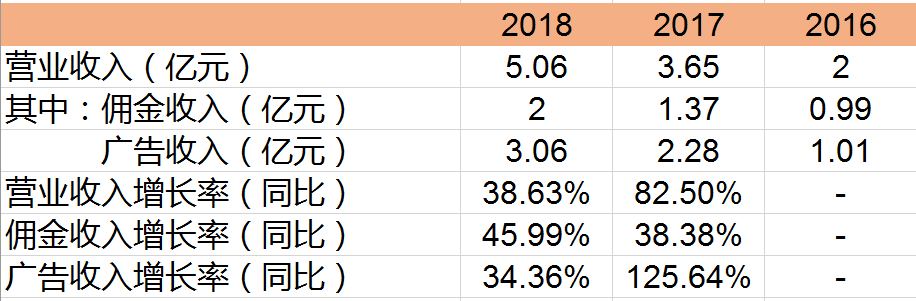 2018 2017 2016
营业收入（亿元） 5.06 3.65 2
其中：佣金收入（亿元） 2 1.37 0.99
广告收入（亿元） 3.06 2.28 1.01
营业收入增长率（同比） 38.63% 82.50% -
佣金收入增长率（同比） 45.99% 38.38% -
广告收入增长率（同比） 34.36% 125.64% -